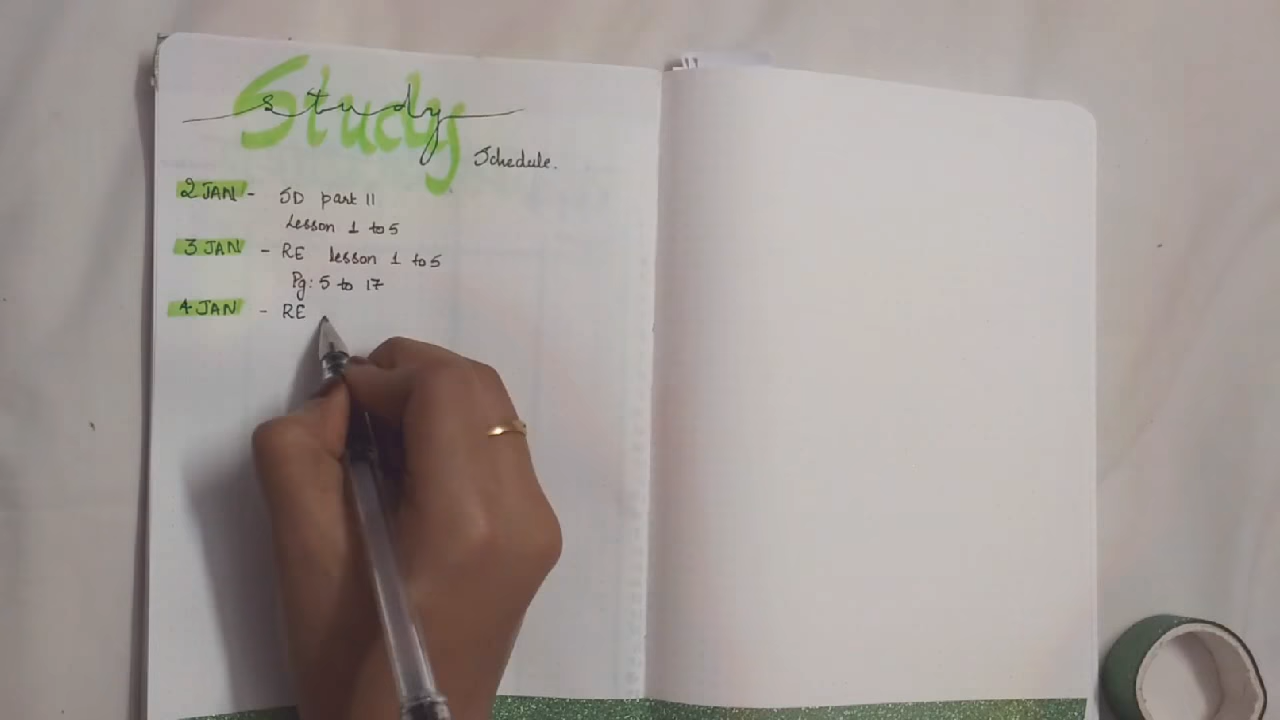 Study
study
Schedule.
2 JAN - SD part II
Lesson 1 to 5
3 JAN - RE lesson 1 to 5
Pg: 5 to 17
4 JAN - RE